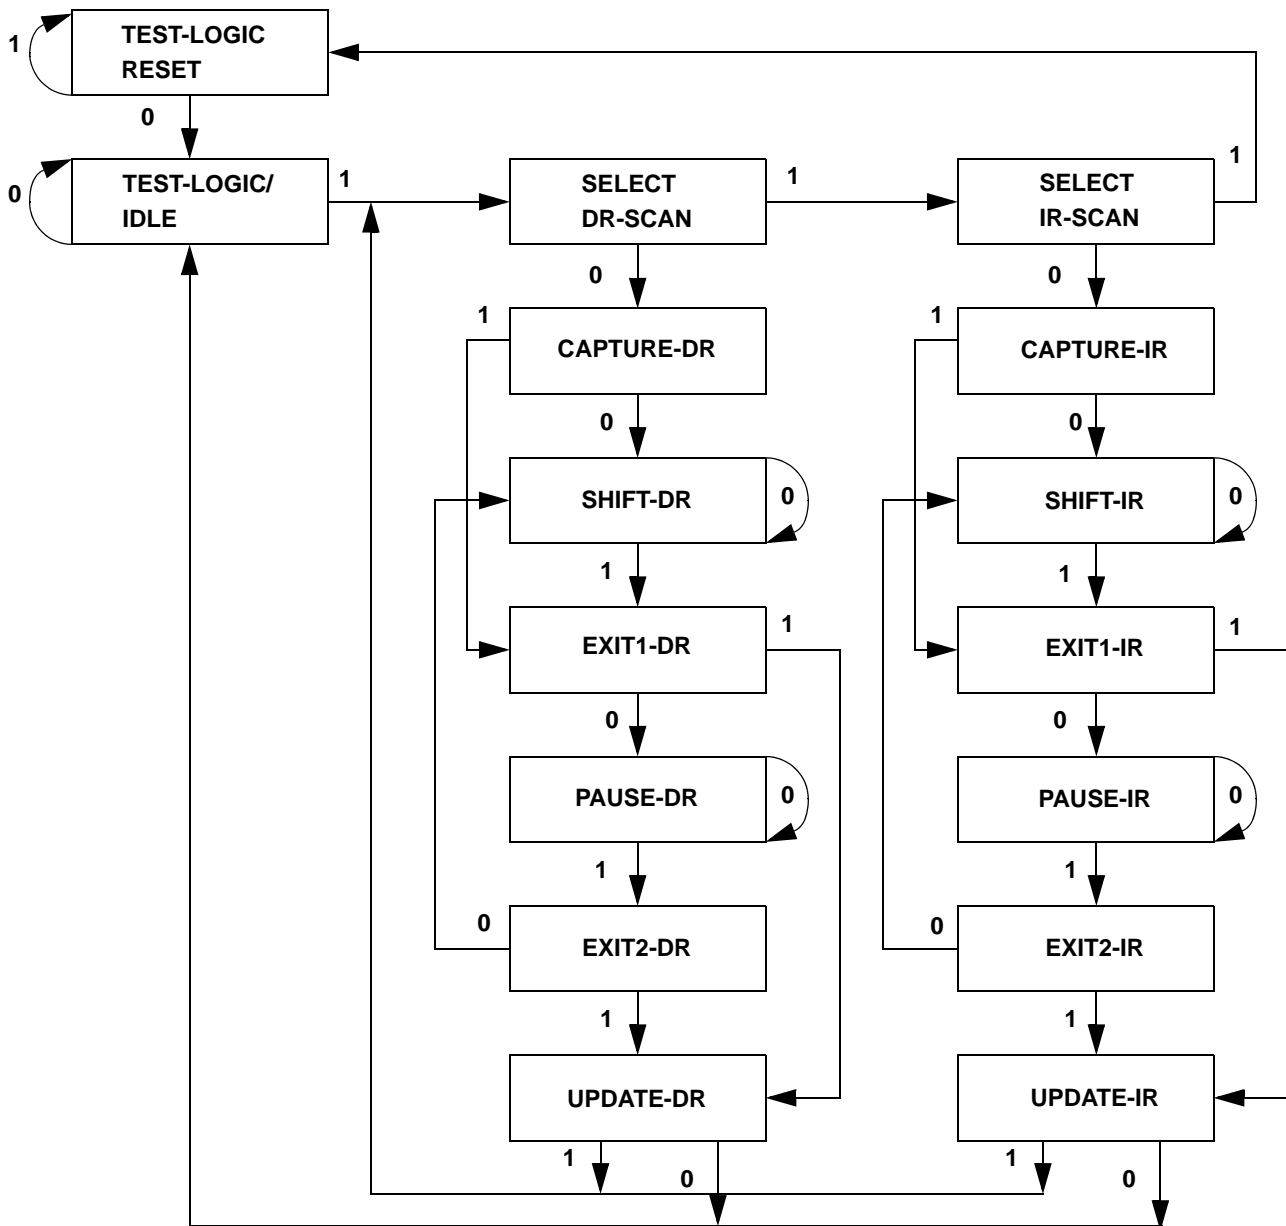 TEST-LOGIC
RESET
1
0
TEST-LOGIC/
IDLE
0
1
SELECT
DR-SCAN
1
SELECT
IR-SCAN
1
0
0
1
CAPTURE-DR
1
CAPTURE-IR
0
0
SHIFT-DR
0
SHIFT-IR
0
1
1
EXIT1-DR
1
EXIT1-IR
1
0
0
PAUSE-DR
0
PAUSE-IR
0
1
1
0
EXIT2-DR
0
EXIT2-IR
1
1
UPDATE-DR
UPDATE-IR
1
0
1
0